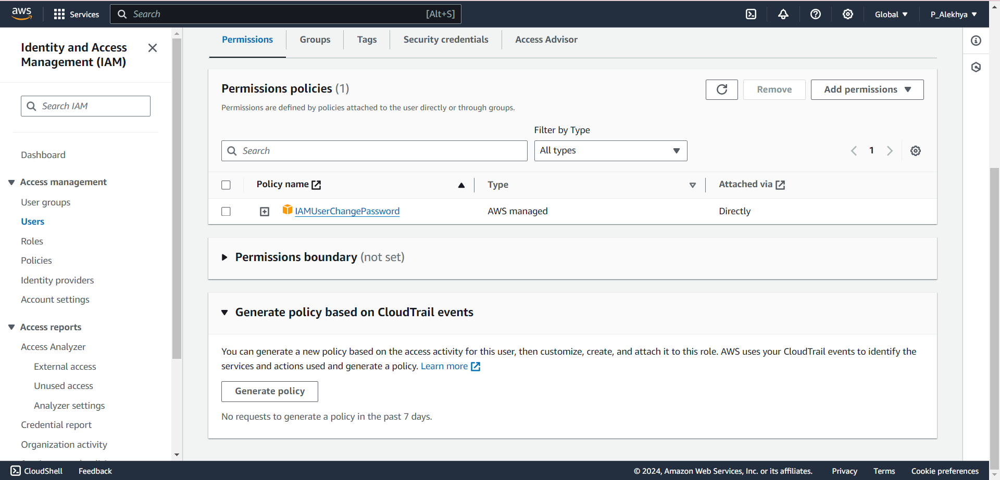 aws
Services
Search
[Alt+S]
Global
P_Alekhya
Identity and Access
Management (IAM)
Search IAM
Dashboard
Access management
User groups
Users
Roles
Policies
Identity providers
Account settings
Access reports
Access Analyzer
External access
Unused access
Analyzer settings
Credential report
Organization activity
Permissions
Groups
Tags
Security credentials
Access Advisor
Permissions policies (1)
Remove
Add permissions
Permissions are defined by policies attached to the user directly or through groups.
Filter by Type
Search
All types
1
Policy name
Type
Attached via
IAMUserChangePassword
AWS managed
Directly
Permissions boundary (not set)
Generate policy based on CloudTrail events
You can generate a new policy based on the access activity for this user, then customize, create, and attach it to this role. AWS uses your CloudTrail events to identify the
services and actions used and generate a policy. Learn more
Generate policy
No requests to generate a policy in the past 7 days.
CloudShell
Feedback
© 2024, Amazon Web Services, Inc. or its affiliates.
Privacy
Terms
Cookie preferences